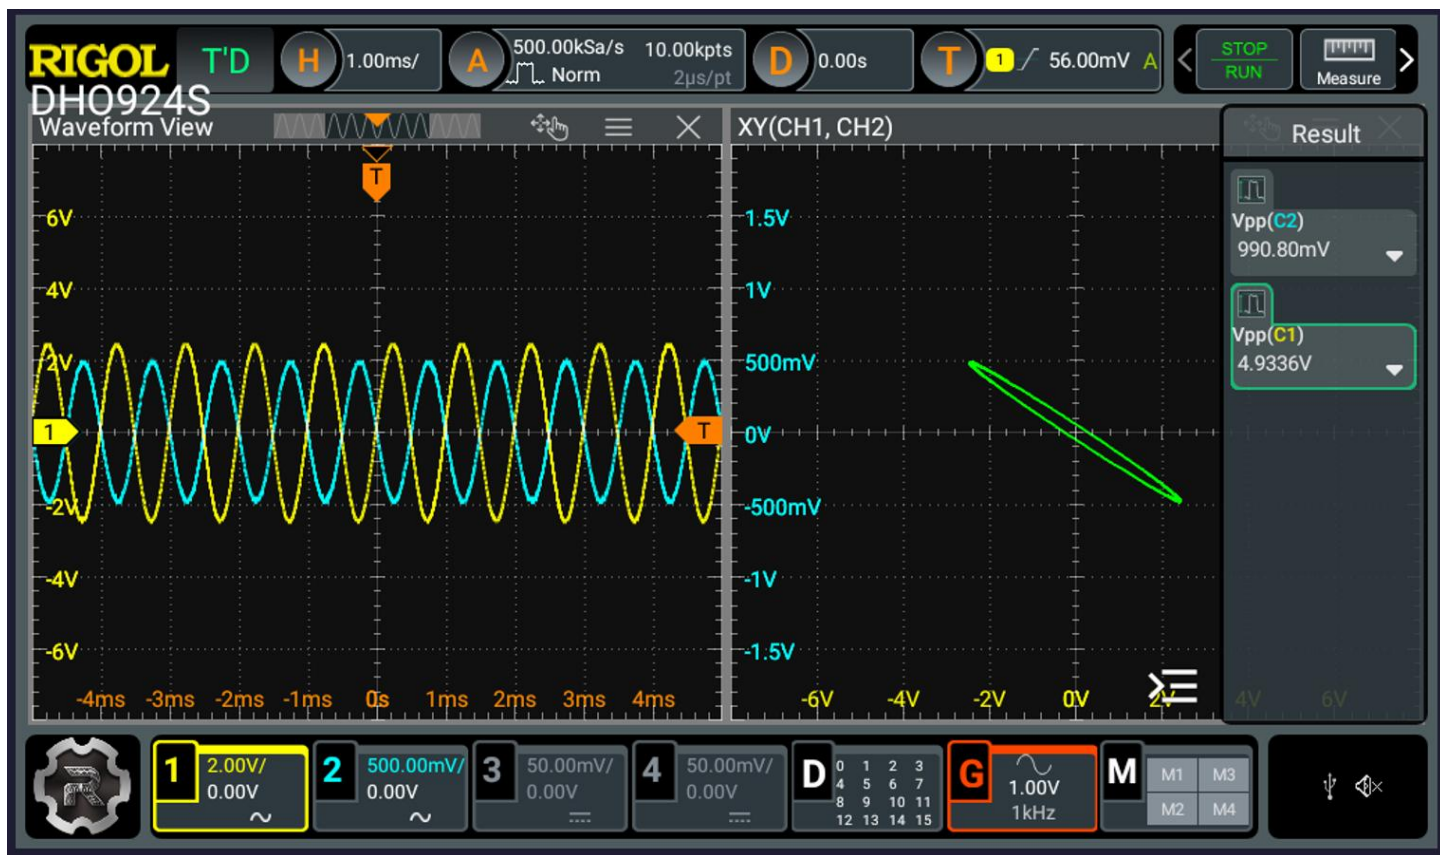 RIGOL T'D H 1.00ms/ A 500.00kSa/s 10.00kpts D 0.00s T 1 56.00mV A STOP
Norm 2µs/pt RUN Measure
DHO924S
Waveform View XY(CH1, CH2) Result
T
6V 1.5V Vpp(C2)
990.80mV
4V 1V
Vpp(C1)
2V 500mV 4.9336V
1 T 0V
-2V -500mV
-4V -1V
-6V -1.5V
-4ms -3ms -2ms -1ms 0s 1ms 2ms 3ms 4ms -6V -4V -2V 0V 2V 4V 6V
1 2.00V/ 2 500.00mV/ 3 50.00mV/ 4 50.00mV/ D 0 1 2 3 G 1.00V M M1 M3
0.00V 0.00V 0.00V 0.00V 4 5 6 7 1kHz M2 M4
8 9 10 11
12 13 14 15
R